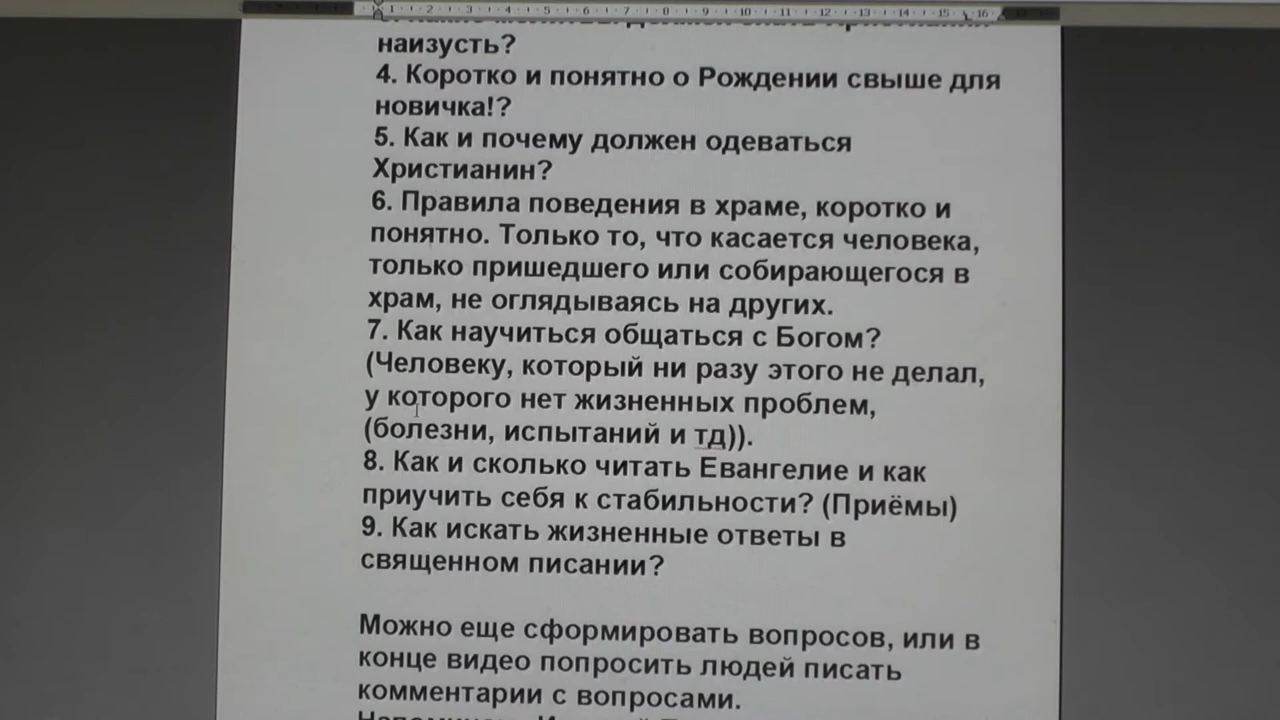 наизусть?
4. Коротко и понятно о Рождении свыше для
новичка!?
5. Как и почему должен одеваться
Христианин?
6. Правила поведения в храме, коротко и
понятно. Только то, что касается человека,
только пришедшего или собирающегося в
храм, не оглядываясь на других.
7. Как научиться общаться с Богом?
(Человеку, который ни разу этого не делал,
у которого нет жизненных проблем,
(болезни, испытаний и тд)).
8. Как и сколько читать Евангелие и как
приучить себя к стабильности? (Приёмы)
9. Как искать жизненные ответы в
священном писании?
Можно еще сформировать вопросов, или в
конце видео попросить людей писать
комментарии с вопросами.